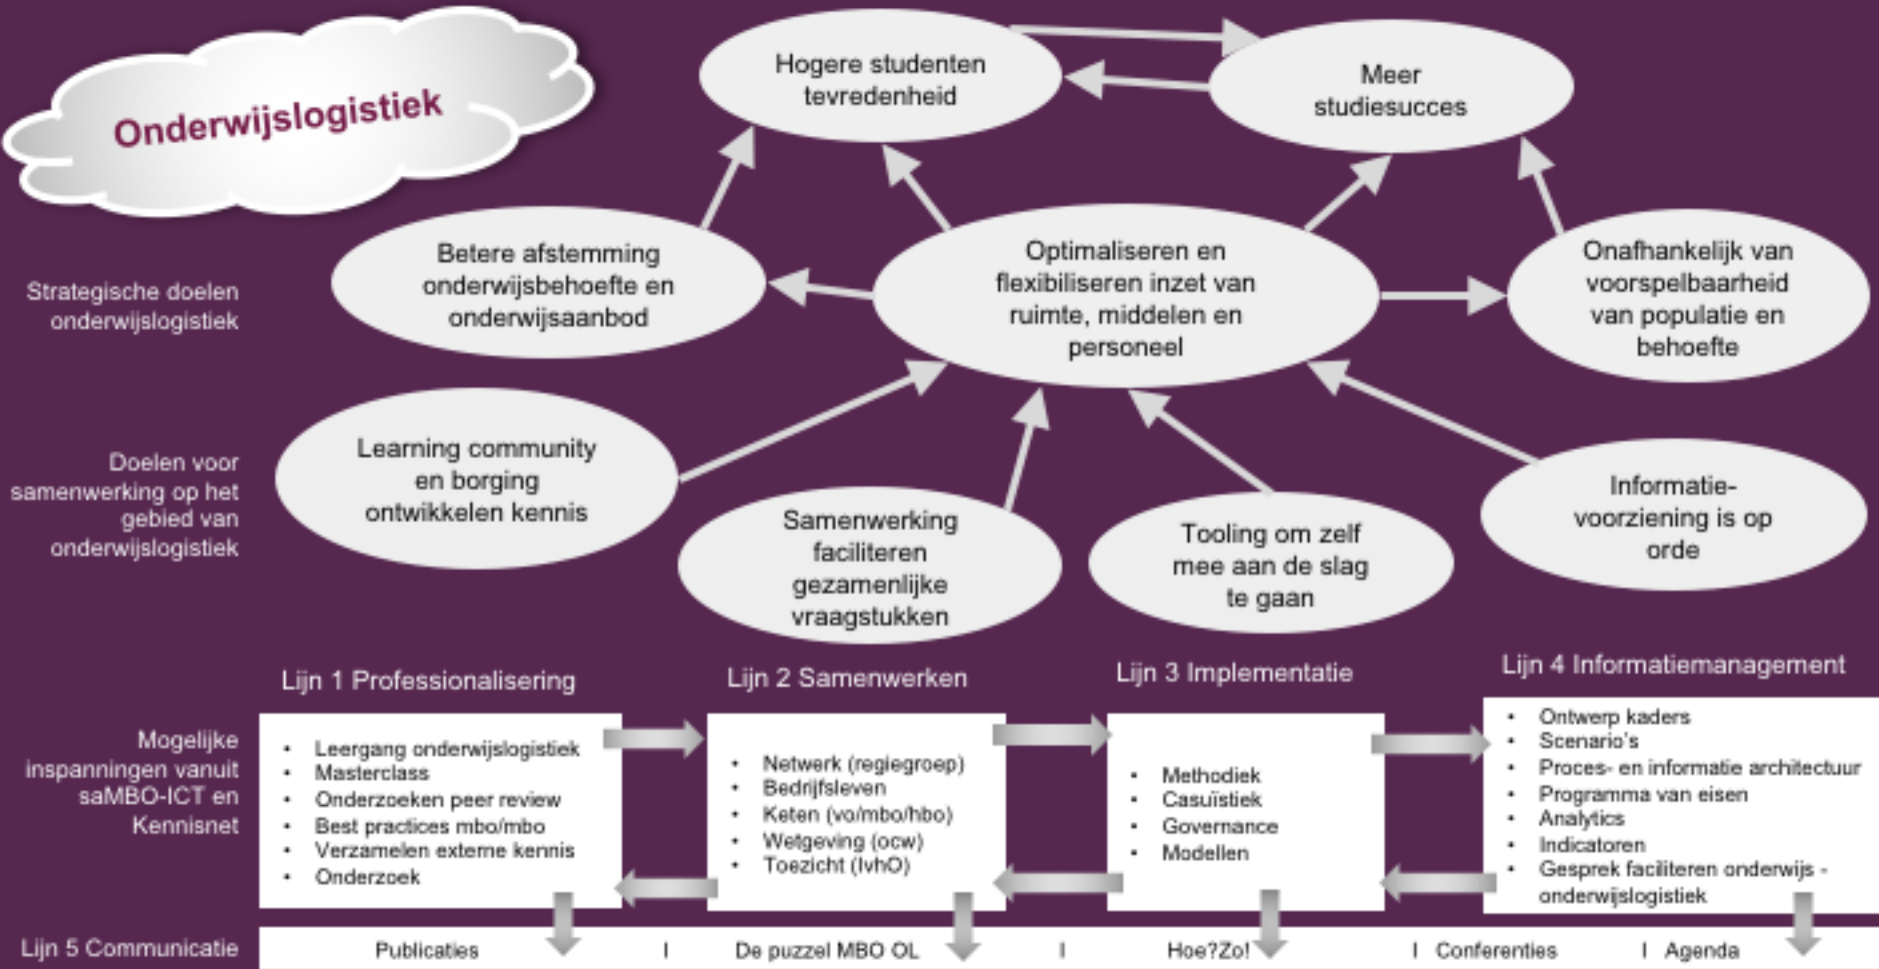 Onderwijslogistiek
Hogere studenten
tevredenheid
Meer
studiesucces
Strategische doelen
onderwijslogistiek
Betere afstemming
onderwijsbehoefte en
onderwijsaanbod
Optimaliseren en
flexibiliseren inzet van
ruimte, middelen en
personeel
Onafhankelijk van
voorspelbaarheid
van populatie en
behoefte
Doelen voor
samenwerking op het
gebied van
onderwijslogistiek
Learning community
en borging
ontwikkelen kennis
Samenwerking
faciliteren
gezamenlijke
vraagstukken
Tooling om zelf
mee aan de slag
te gaan
Informatie-
voorziening is op
orde
Mogelijke
inspanningen vanuit
saMBO-ICT en
Kennisnet
Lijn 1 Professionalisering
• Leergang onderwijslogistiek
• Masterclass
• Onderzoeken peer review
• Best practices mbo/mbo
• Verzamelen externe kennis
• Onderzoek
Lijn 2 Samenwerken
• Netwerk (regiegroep)
• Bedrijfsleven
• Keten (vo/mbo/hbo)
• Wetgeving (ocw)
• Toezicht (IvhO)
Lijn 3 Implementatie
• Methodiek
• Casuïstiek
• Governance
• Modellen
Lijn 4 Informatiemanagement
• Ontwerp kaders
• Scenario's
• Proces- en informatie architectuur
• Programma van eisen
• Analytics
• Indicatoren
• Gesprek faciliteren onderwijs -
onderwijslogistiek
Lijn 5 Communicatie
Publicaties | De puzzel MBO OL | Hoe?Zo! | Conferenties | Agenda